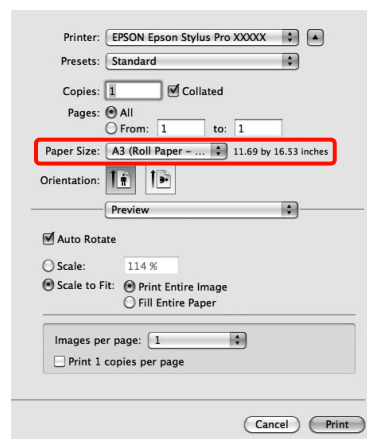 Printer: EPSON Epson Stylus Pro XXXXX
Presets: Standard
Copies: 1 Collated
Pages: All
From: 1 to: 1
Paper Size: A3 (Roll Paper – ... 11.69 by 16.53 inches
Orientation:
Preview
Auto Rotate
Scale: 114 %
Scale to Fit: Print Entire Image
Fill Entire Paper
Images per page: 1
Print 1 copies per page
Cancel Print